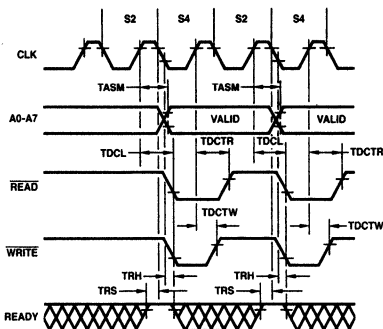 S2 S4 S2 S4
CLK
TASM TASM
A0-A7 VALID VALID
TDCL TDCTR TDCL TDCTR
READ
TDCTW TDCTW
WRITE
TRH TRH
TRS TRS
READY